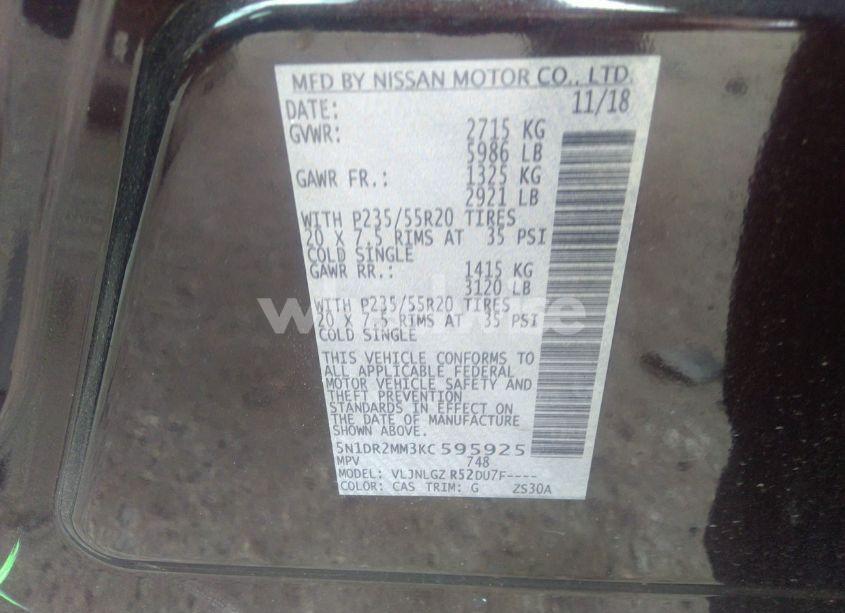 MFD BY NISSAN MOTOR CO., LTD.
DATE: 11/18
GVWR: 2715 KG
5986 LB
GAWR FR.: 1325 KG
2921 LB
WITH P235/55R20 TIRES
20 X 7.5 RIMS AT 35 PSI
COLD SINGLE
GAWR RR.: 1415 KG
3120 LB
WITH P235/55R20 TIRES
20 X 7.5 RIMS AT 35 PSI
COLD SINGLE
THIS VEHICLE CONFORMS TO
ALL APPLICABLE FEDERAL
MOTOR VEHICLE SAFETY AND
THEFT PREVENTION
STANDARDS IN EFFECT ON
THE DATE OF MANUFACTURE
SHOWN ABOVE.
5N1DR2MM3KC595925
MPV 748
MODEL: VLJNLGZ R52DU7F----
COLOR: CAS TRIM: G ZS30A